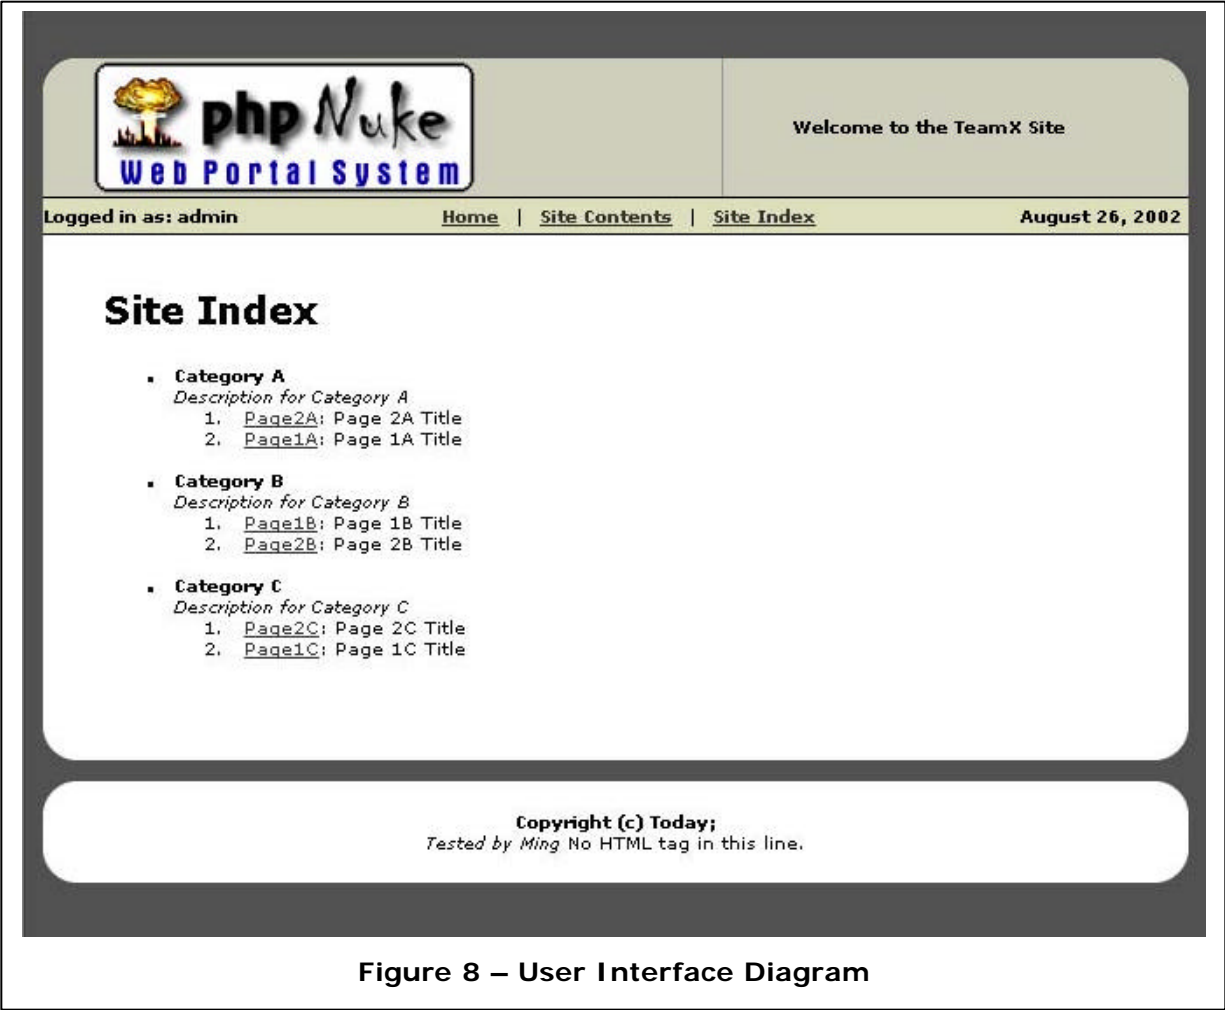 php Nuke
Web Portal System
Welcome to the TeamX Site
Logged in as: admin
Home | Site Contents | Site Index
August 26, 2002
Site Index
▪ Category A
Description for Category A
1. Page2A: Page 2A Title
2. Page1A: Page 1A Title
▪ Category B
Description for Category B
1. Page1B: Page 1B Title
2. Page2B: Page 2B Title
▪ Category C
Description for Category C
1. Page2C: Page 2C Title
2. Page1C: Page 1C Title
Copyright (c) Today;
Tested by Ming No HTML tag in this line.
Figure 8 – User Interface Diagram